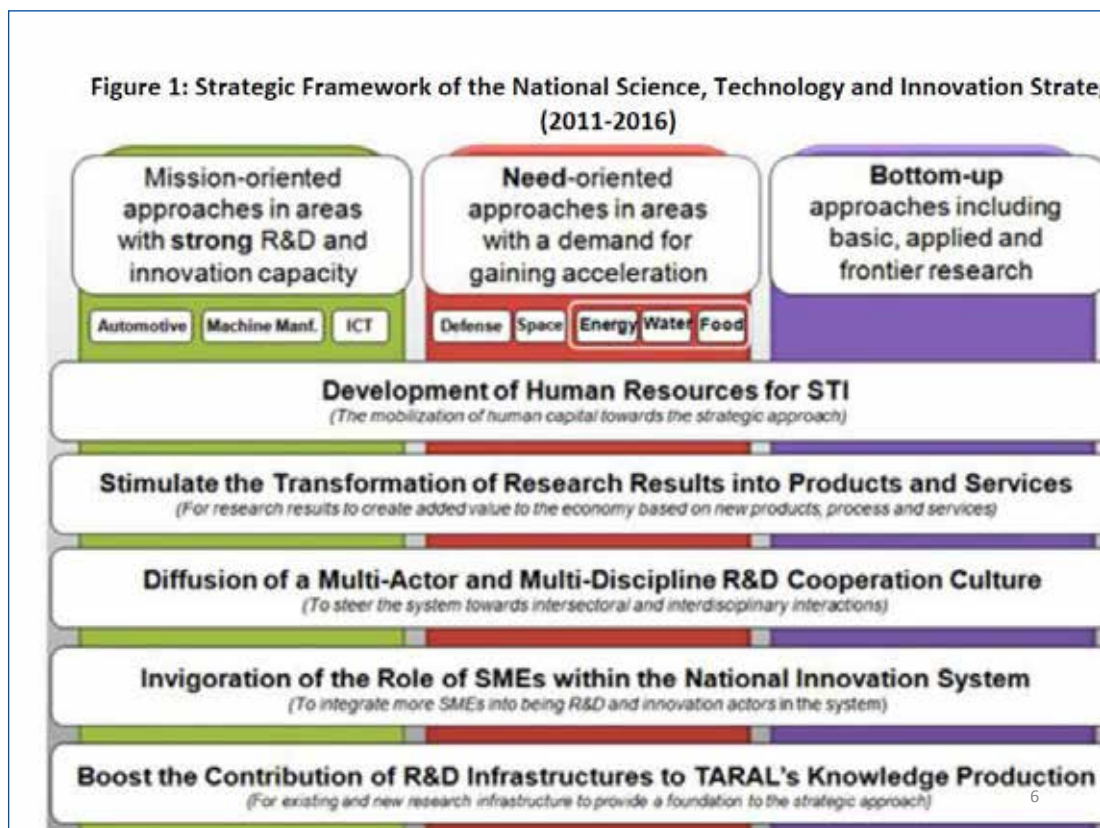 Figure 1: Strategic Framework of the National Science, Technology and Innovation
(2011-2016)
Mission-oriented
approaches in areas
with strong R&D and
innovation capacity
Need-oriented
approaches in areas
with a demand for
gaining acceleration
Bottom-up
approaches including
basic, applied and
frontier research
Automotive Machine Manf. ICT
Defense Space Energy Water Food
Development of Human Resources for STI
(The mobilization of human capital towards the strategic approach)
Stimulate the Transformation of Research Results into Products and Services
(For research results to create added value to the economy based on new products, process and services)
Diffusion of a Multi-Actor and Multi-Discipline R&D Cooperation Culture
(To steer the system towards intersectoral and interdisciplinary interactions)
Invigoration of the Role of SMEs within the National Innovation System
(To integrate more SMEs into being R&D and innovation actors in the system)
Boost the Contribution of R&D Infrastructures to TARAL's Knowledge Production
(For existing and new research infrastructure to provide a foundation to the strategic approach)
6